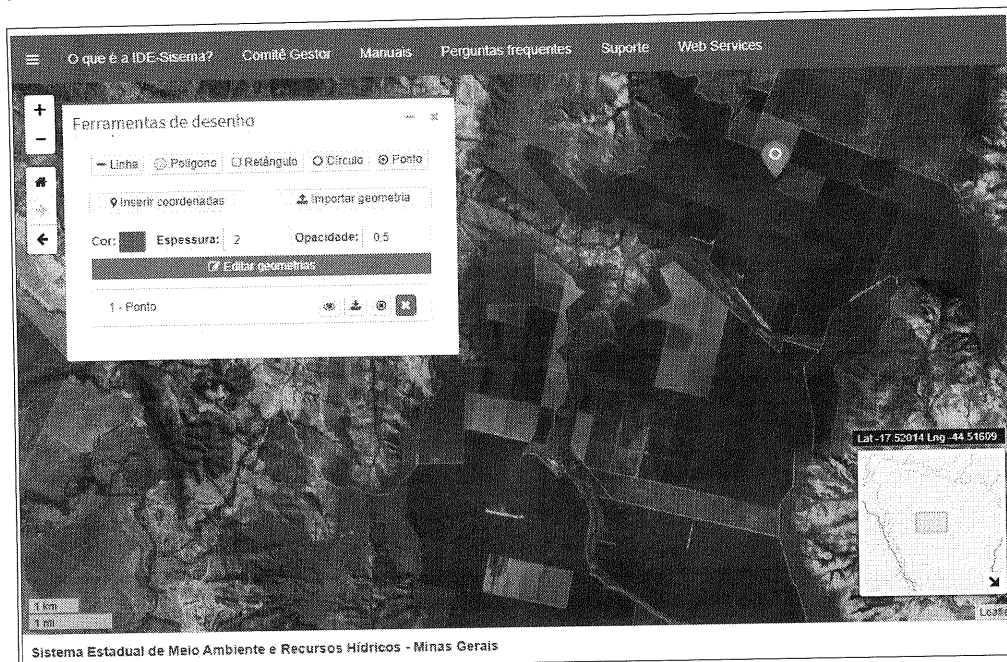 O que é a IDE-Sisema? Comitê Gestor Manuais Perguntas frequentes Suporte Web Services
+
−
Ferramentas de desenho
Linha Polígono Retângulo Círculo Ponto
Inserir coordenadas Importar geometria
Cor: Espessura: 2 Opacidade: 0,5
Editar geometrias
1 - Ponto
Lat -17.52014 Lng -44.51609
1 km
1 mi
Sistema Estadual de Meio Ambiente e Recursos Hídricos - Minas Gerais